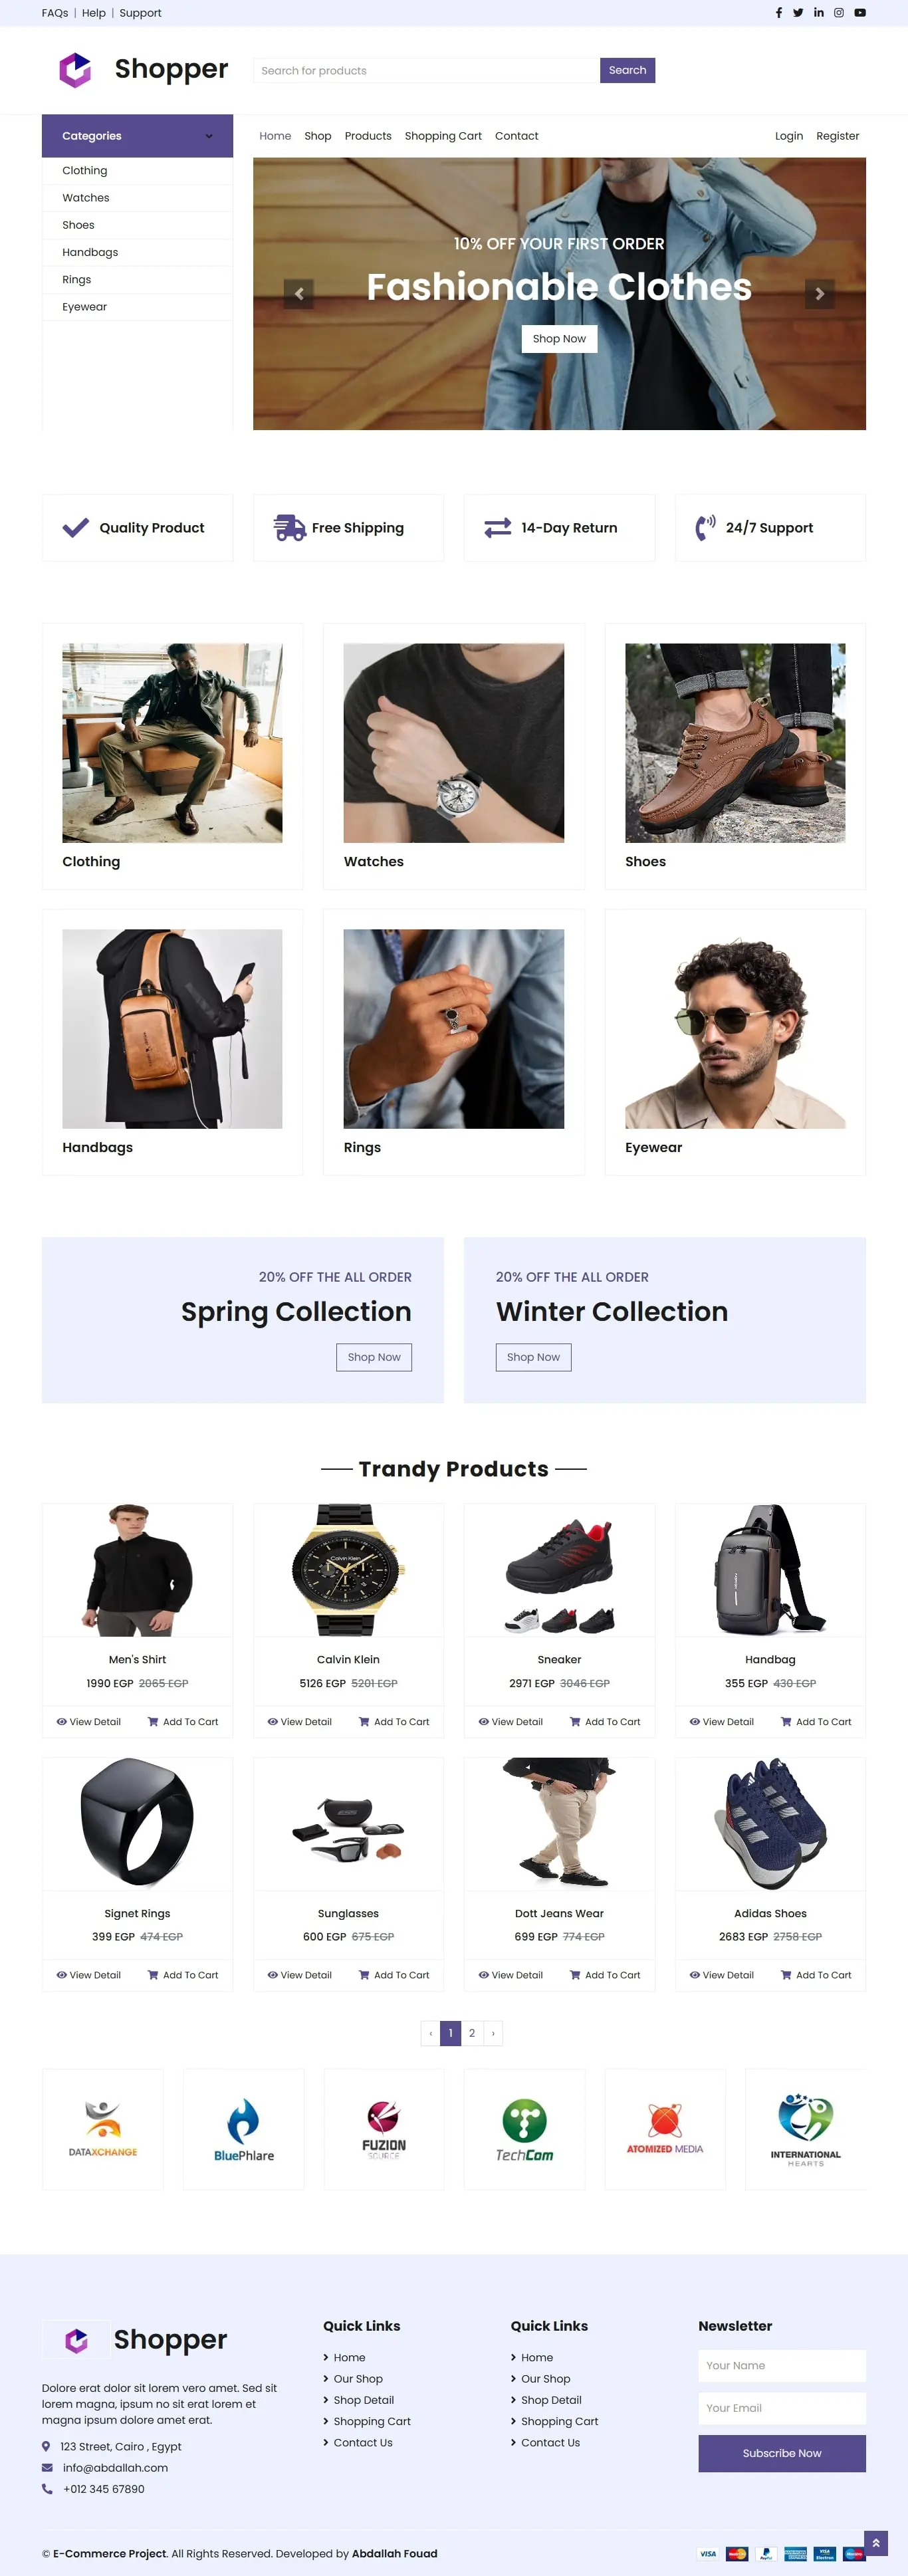 FAQs | Help | Support
Shopper
Search for products
Search
Categories
Home Shop Products Shopping Cart Contact
Login Register
Clothing
Watches
Shoes
Handbags
Rings
Eyewear
10% OFF YOUR FIRST ORDER
Fashionable Clothes
Shop Now
Quality Product
Free Shipping
14-Day Return
24/7 Support
Clothing
Watches
Shoes
Handbags
Rings
Eyewear
20% OFF THE ALL ORDER
Spring Collection
Shop Now
20% OFF THE ALL ORDER
Winter Collection
Shop Now
Trandy Products
Calvin Klein
Men's Shirt
1990 EGP 2065 EGP
View Detail Add To Cart
Calvin Klein
5126 EGP 5201 EGP
View Detail Add To Cart
Sneaker
2971 EGP 3046 EGP
View Detail Add To Cart
Handbag
355 EGP 430 EGP
View Detail Add To Cart
Signet Rings
399 EGP 474 EGP
View Detail Add To Cart
Sunglasses
600 EGP 675 EGP
View Detail Add To Cart
Dott Jeans Wear
699 EGP 774 EGP
View Detail Add To Cart
Adidas Shoes
2683 EGP 2758 EGP
View Detail Add To Cart
‹ 1 2 ›
DATAXCHANGE
BluePhlare
FUZION
SOURCE
TechCom
ATOMIZED MEDIA
INTERNATIONAL
HEARTS
Shopper
Dolore erat dolor sit lorem vero amet. Sed sit
lorem magna, ipsum no sit erat lorem et
magna ipsum dolore amet erat.
123 Street, Cairo , Egypt
info@abdallah.com
+012 345 67890
Quick Links
Home
Our Shop
Shop Detail
Shopping Cart
Contact Us
Quick Links
Home
Our Shop
Shop Detail
Shopping Cart
Contact Us
Newsletter
Your Name
Your Email
Subscribe Now
© E-Commerce Project. All Rights Reserved. Developed by Abdallah Fouad
VISA
PayPal
VISA